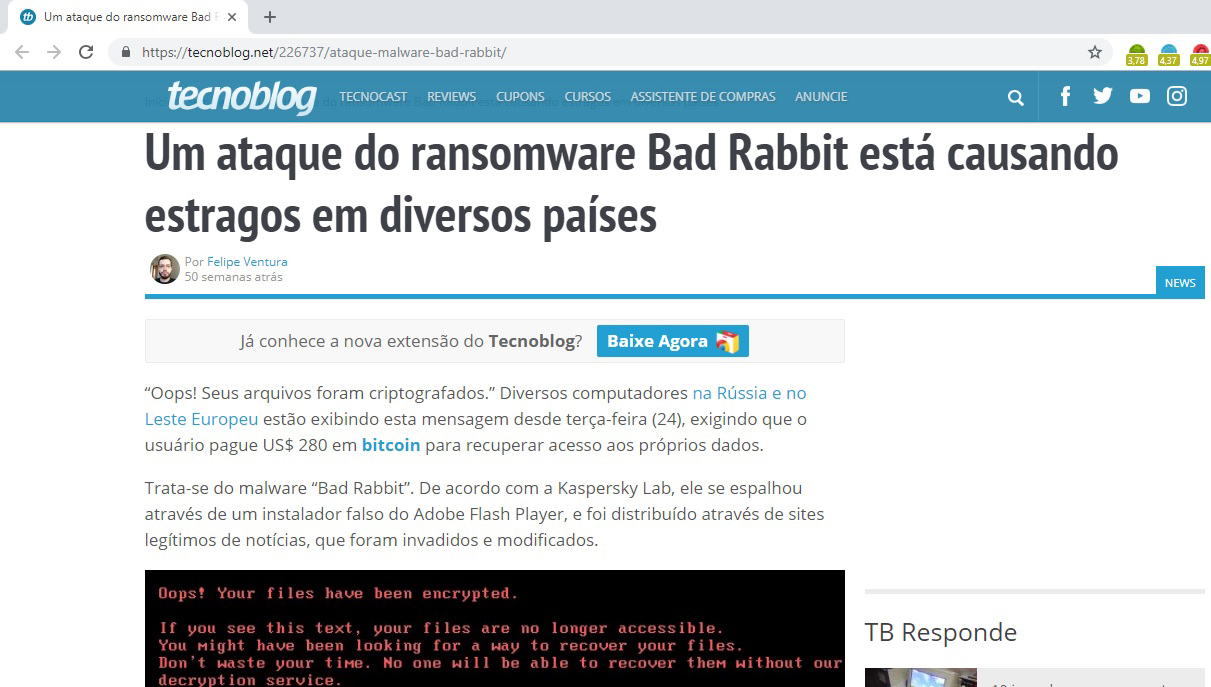 Um ataque do ransomware Bad
https://tecnoblog.net/226737/ataque-malware-bad-rabbit/
3,78 4,37 4,97
tecnoblog TECNOCAST REVIEWS CUPONS CURSOS ASSISTENTE DE COMPRAS ANUNCIE
Um ataque do ransomware Bad Rabbit está causando
estragos em diversos países
Por Felipe Ventura
50 semanas atrás
NEWS
Já conhece a nova extensão do Tecnoblog? Baixe Agora
“Oops! Seus arquivos foram criptografados.” Diversos computadores na Rússia e no
Leste Europeu estão exibindo esta mensagem desde terça-feira (24), exigindo que o
usuário pague US$ 280 em bitcoin para recuperar acesso aos próprios dados.
Trata-se do malware “Bad Rabbit”. De acordo com a Kaspersky Lab, ele se espalhou
através de um instalador falso do Adobe Flash Player, e foi distribuído através de sites
legítimos de notícias, que foram invadidos e modificados.
Oops! Your files have been encrypted.
If you see this text, your files are no longer accessible.
You might have been looking for a way to recover your files.
Don't waste your time. No one will be able to recover them without our
decryption service.
TB Responde